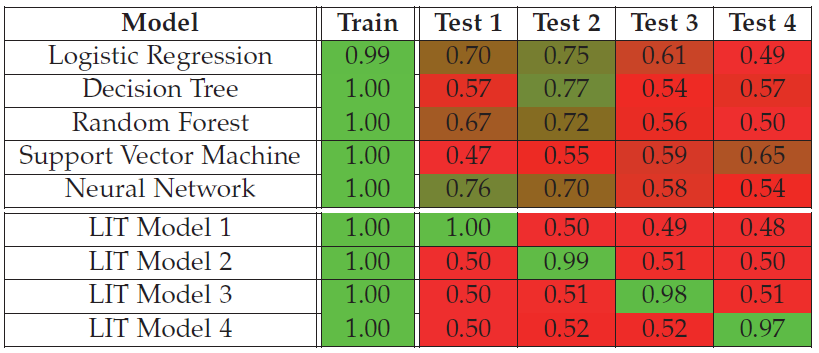 Model Train Test 1 Test 2 Test 3 Test 4
Logistic Regression 0.99 0.70 0.75 0.61 0.49
Decision Tree 1.00 0.57 0.77 0.54 0.57
Random Forest 1.00 0.67 0.72 0.56 0.50
Support Vector Machine 1.00 0.47 0.55 0.59 0.65
Neural Network 1.00 0.76 0.70 0.58 0.54
LIT Model 1 1.00 1.00 0.50 0.49 0.48
LIT Model 2 1.00 0.50 0.99 0.51 0.50
LIT Model 3 1.00 0.50 0.51 0.98 0.51
LIT Model 4 1.00 0.50 0.52 0.52 0.97